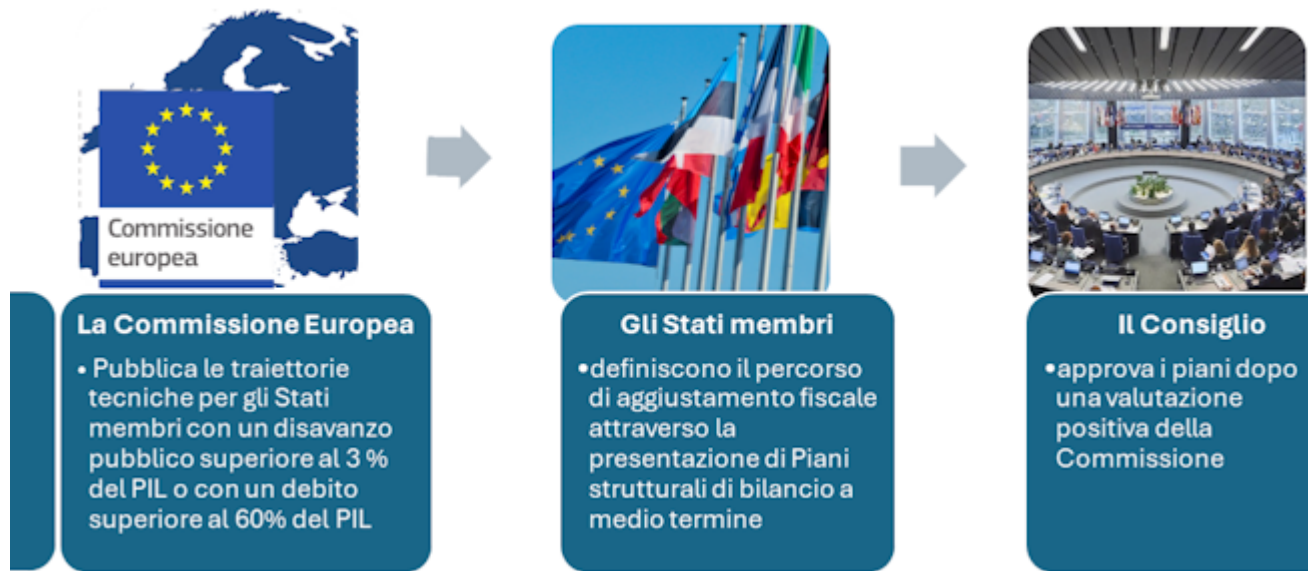 Commissione
europea
La Commissione Europea
• Pubblica le traiettorie
tecniche per gli Stati
membri con un disavanzo
pubblico superiore al 3 %
del PIL o con un debito
superiore al 60% del PIL
Gli Stati membri
•definiscono il percorso
di aggiustamento fiscale
attraverso la
presentazione di Piani
strutturali di bilancio a
medio termine
Il Consiglio
•approva i piani dopo
una valutazione
positiva della
Commissione